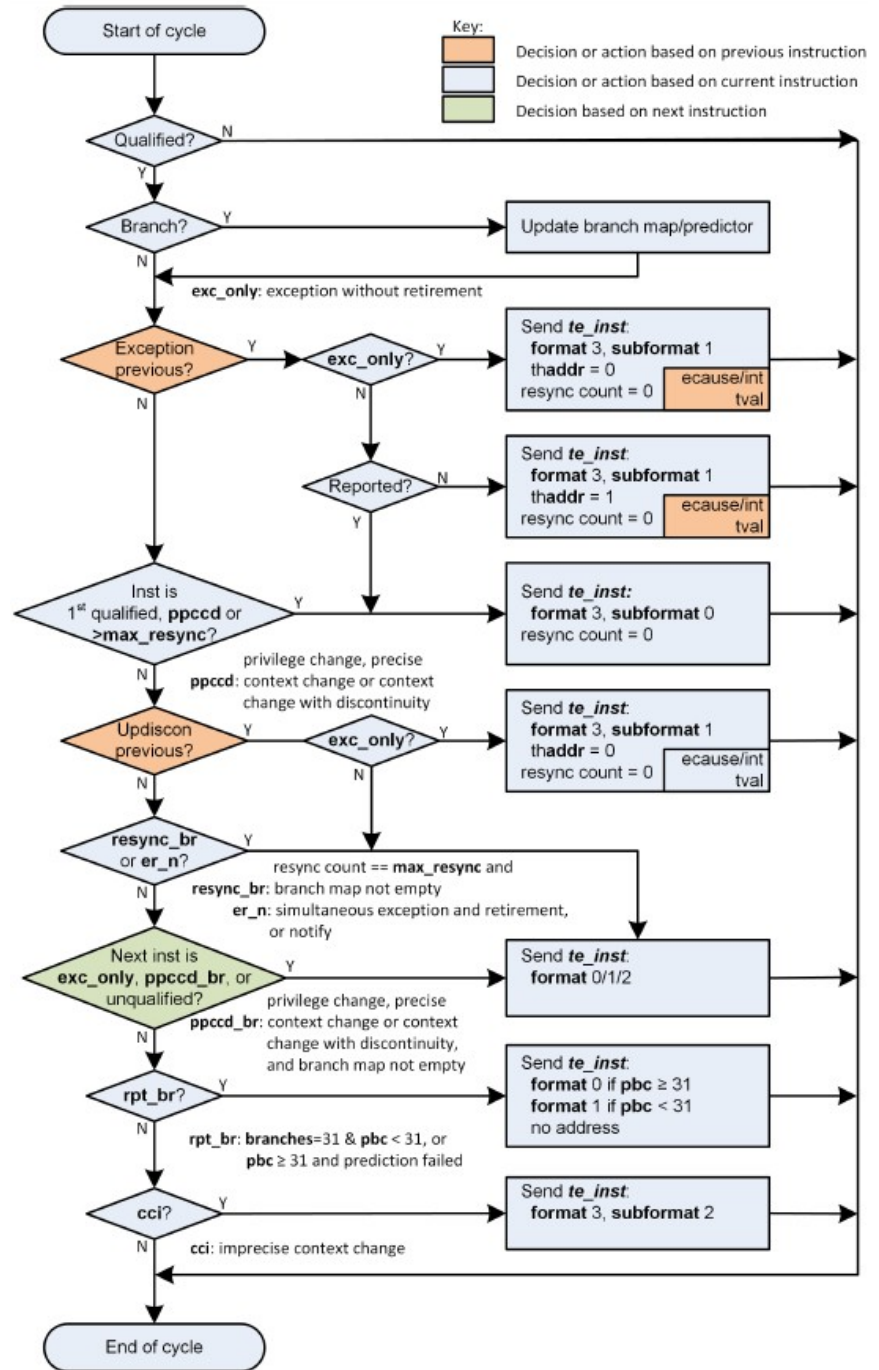 Start of cycle
Key:
Decision or action based on previous instruction
Decision or action based on current instruction
Decision based on next instruction
Qualified?
N
Y
Branch?
Y
Update branch map/predictor
N
exc_only: exception without retirement
Exception
previous?
Y
exc_only?
Y
Send te_inst:
format 3, subformat 1
thaddr = 0
resync count = 0
ecause/int
tval
N
N
Reported?
N
Send te_inst:
format 3, subformat 1
thaddr = 1
resync count = 0
ecause/int
tval
Y
Inst is
1st qualified, ppccd or
>max_resync?
Y
Send te_inst:
format 3, subformat 0
resync count = 0
N
privilege change, precise
ppccd: context change or context
change with discontinuity
Updiscon
previous?
Y
exc_only?
Y
Send te_inst:
format 3, subformat 1
thaddr = 0
resync count = 0
ecause/int
tval
N
N
resync_br
or er_n?
Y
resync count == max_resync and
resync_br: branch map not empty
er_n: simultaneous exception and retirement,
or notify
N
Next inst is
exc_only, ppccd_br, or
unqualified?
Y
Send te_inst:
format 0/1/2
privilege change, precise
ppccd_br: context change or context
change with discontinuity,
and branch map not empty
N
rpt_br?
Y
Send te_inst:
format 0 if pbc ≥ 31
format 1 if pbc < 31
no address
N
rpt_br: branches=31 & pbc < 31, or
pbc ≥ 31 and prediction failed
cci?
Y
Send te_inst:
format 3, subformat 2
N
cci: imprecise context change
End of cycle